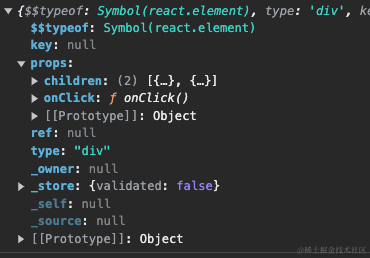 ▼{$$typeof: Symbol(react.element), type: 'div', ke
$$typeof: Symbol(react.element)
key: null
▼props:
▶children: (2) [{…}, {…}]
▶onClick: ƒ onClick()
▶[[Prototype]]: Object
ref: null
type: "div"
_owner: null
▶_store: {validated: false}
_self: null
_source: null
▶[[Prototype]]: Object
@稀土掘金技术社区